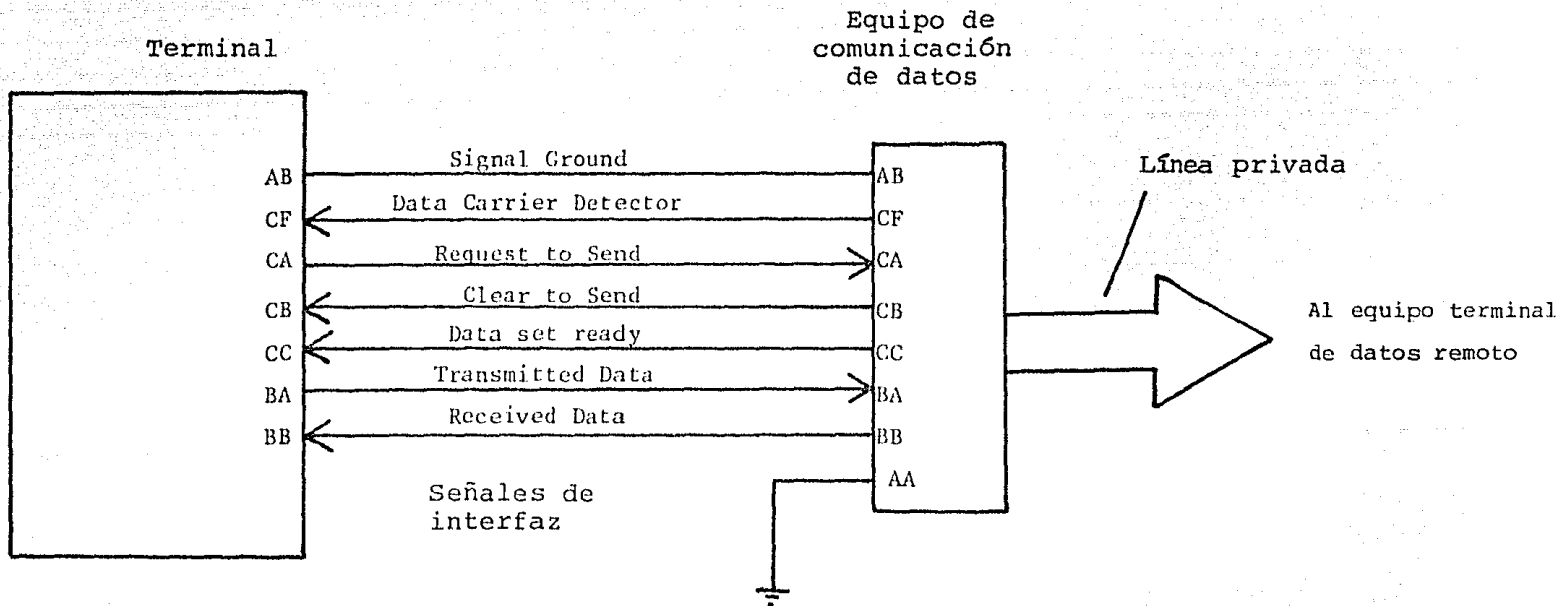 Terminal
Equipo de
comunicación
de datos
AB
Signal Ground
AB
CF
Data Carrier Detector
CF
CA
Request to Send
CA
CB
Clear to Send
CB
CC
Data set ready
CC
BA
Transmitted Data
BA
BB
Received Data
BB
AA
Señales de
interfaz
Línea privada
Al equipo terminal
de datos remoto